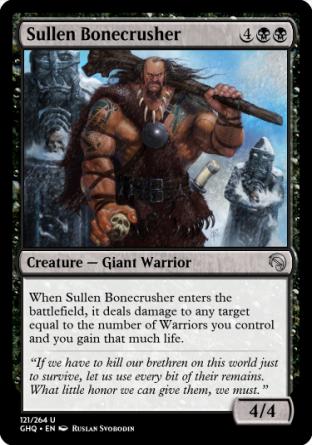 Sullen Bonecrusher 4
Creature — Giant Warrior
When Sullen Bonecrusher enters the
battlefield, it deals damage to any target
equal to the number of Warriors you control
and you gain that much life.
“If we have to kill our brethren on this world just
to survive, let us use every bit of their remains.
What little honor we can give them, we must.”
4/4
121/264 U
GHQ • EN RUSLAN SVOBODIN